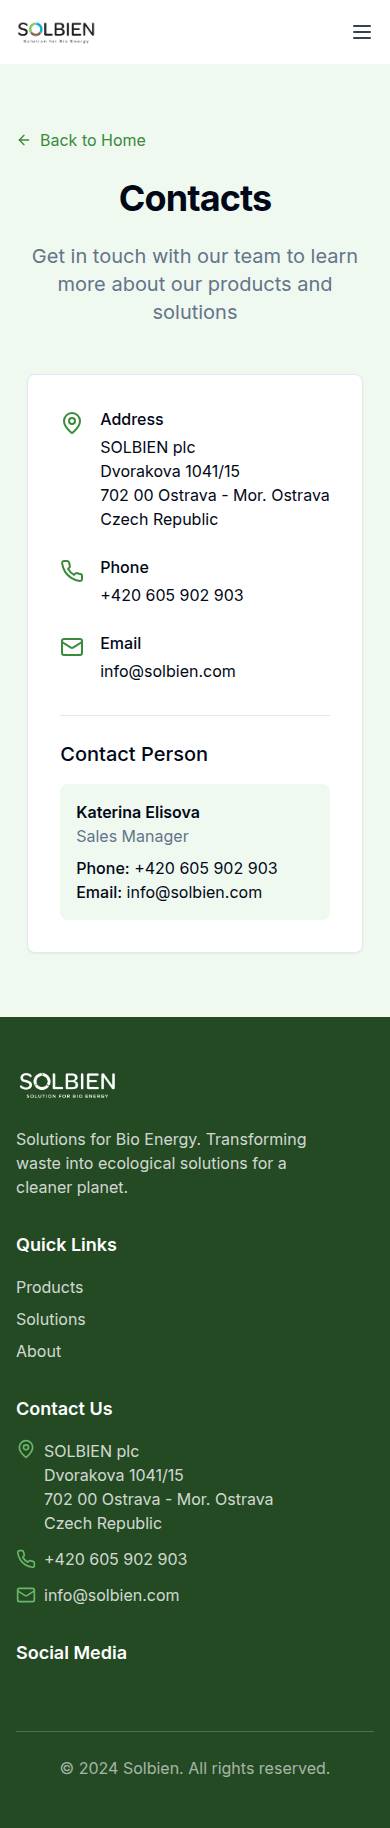 SOLBIEN
Solution for Bio Energy
Back to Home
Contacts
Get in touch with our team to learn
more about our products and
solutions
Address
SOLBIEN plc
Dvorakova 1041/15
702 00 Ostrava - Mor. Ostrava
Czech Republic
Phone
+420 605 902 903
Email
info@solbien.com
Contact Person
Katerina Elisova
Sales Manager
Phone: +420 605 902 903
Email: info@solbien.com
SOLBIEN
SOLUTION FOR BIO ENERGY
Solutions for Bio Energy. Transforming
waste into ecological solutions for a
cleaner planet.
Quick Links
Products
Solutions
About
Contact Us
SOLBIEN plc
Dvorakova 1041/15
702 00 Ostrava - Mor. Ostrava
Czech Republic
+420 605 902 903
info@solbien.com
Social Media
© 2024 Solbien. All rights reserved.